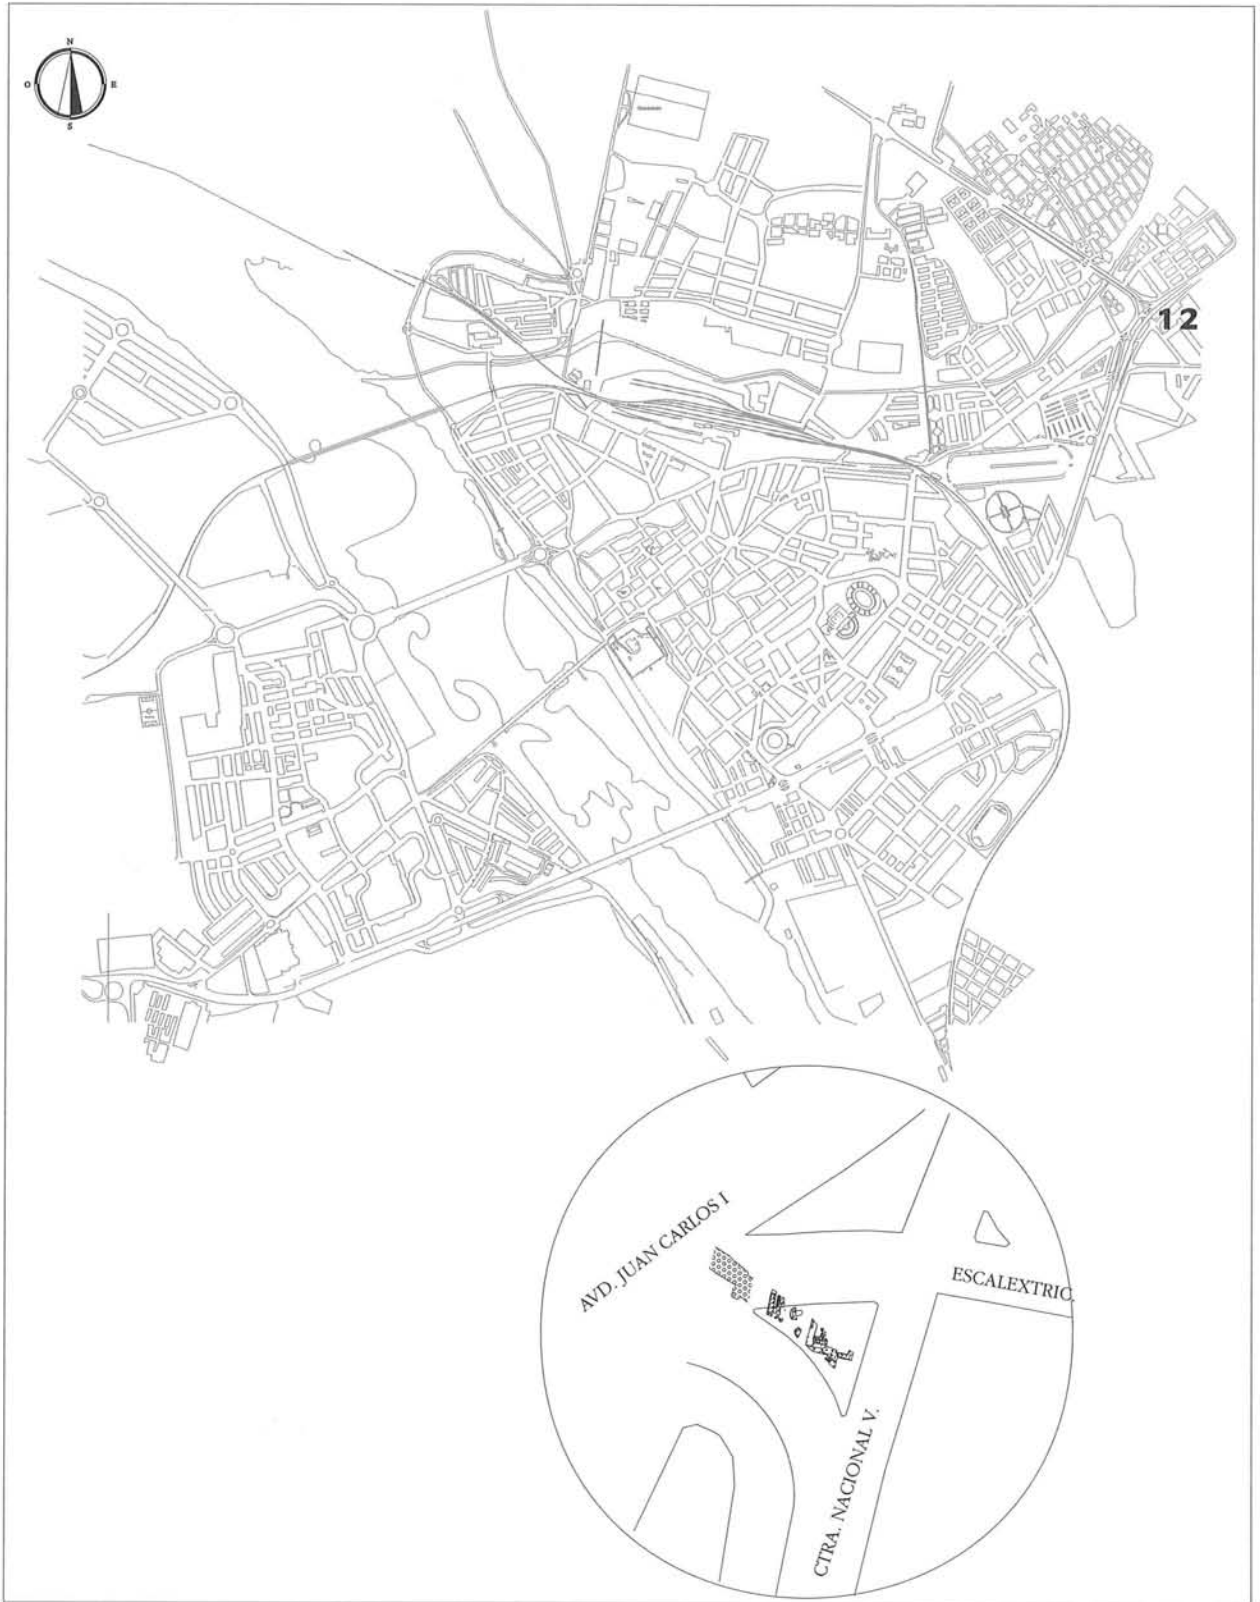 N
O
E
S
12
AVD. JUAN CARLOS I
ESCALEXTRIC.
CTRA. NACIONAL V.